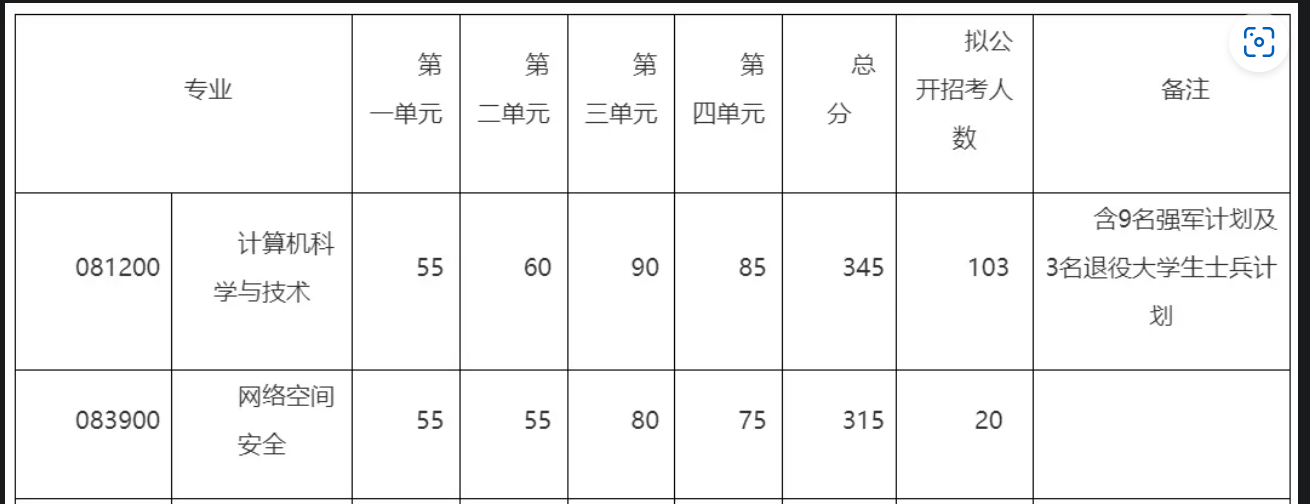 专业
第
一单元
第
二单元
第
三单元
第
四单元
总
分
拟公
开招考人
数
备注
081200
计算机科
学与技术
55
60
90
85
345
103
含9名强军计划及
3名退役大学生士兵计
划
083900
网络空间
安全
55
55
80
75
315
20